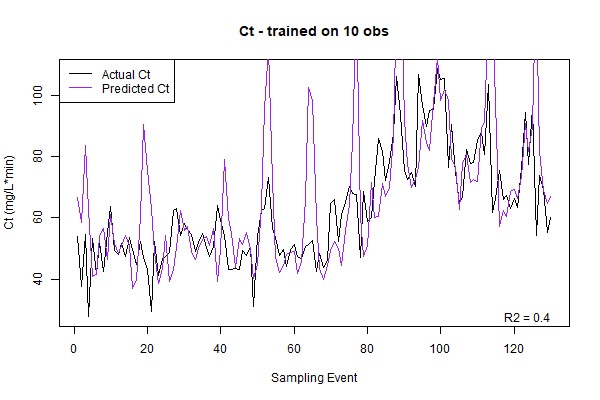 Ct - trained on 10 obs
Actual Ct
Predicted Ct
Ct (mg/L*min)
100
80
60
40
R2 = 0.4
0 20 40 60 80 100 120
Sampling Event